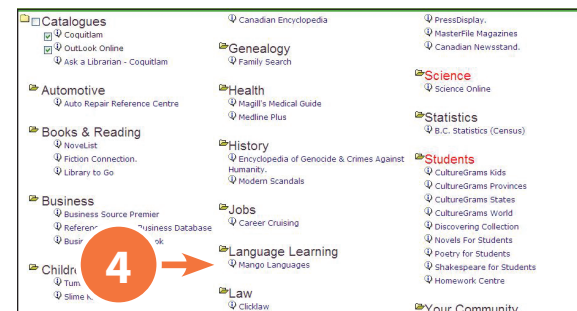 Catalogues
Coquitlam
OutLook Online
Ask a Librarian - Coquitlam
Automotive
Auto Repair Reference Centre
Books & Reading
NoveList
Fiction Connection.
Library to Go
Business
Business Source Premier
Business Database
4
Canadian Encyclopedia
Genealogy
Family Search
Health
Magill's Medical Guide
Medline Plus
History
Encyclopedia of Genocide & Crimes Against
Humanity.
Modern Scandals
Jobs
Career Cruising
Language Learning
Mango Languages
Law
Clicklaw
PressDisplay.
MasterFile Magazines
Canadian Newsstand.
Science
Science Online
Statistics
B.C. Statistics (Census)
Students
CultureGrams Kids
CultureGrams Provinces
CultureGrams States
CultureGrams World
Discovering Collection
Novels For Students
Poetry for Students
Shakespeare for Students
Homework Centre
Your Community